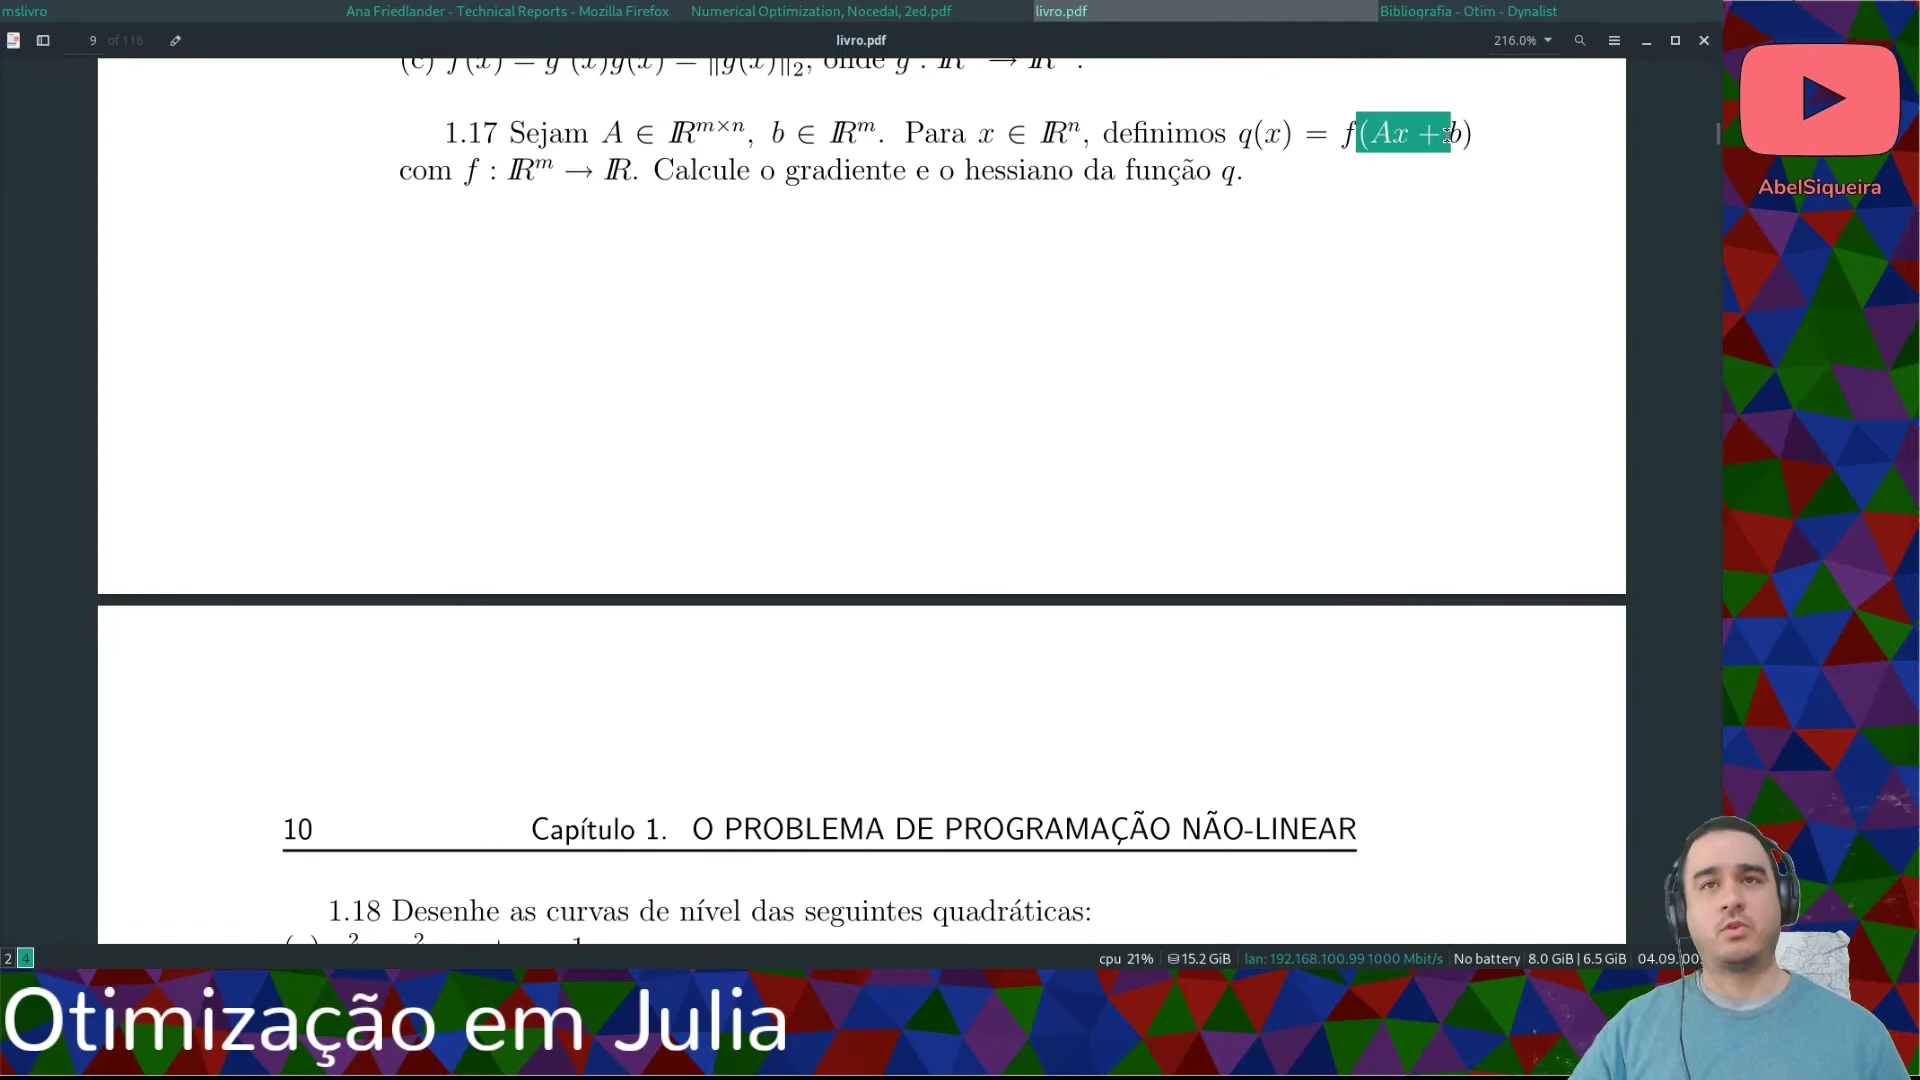 mslivro
Ana Friedlander - Technical Reports - Mozilla Firefox
Numerical Optimization, Nocedal, 2ed.pdf
livro.pdf
Bibliografia - Otim - Dynalist
9 of 116
livro.pdf
216.0%
1.17 Sejam A ∈ ℝ^{m×n}, b ∈ ℝ^m. Para x ∈ ℝ^n, definimos q(x) = f(Ax + b)
com f : ℝ^m → ℝ. Calcule o gradiente e o hessiano da função q.
10 Capítulo 1. O PROBLEMA DE PROGRAMAÇÃO NÃO-LINEAR
1.18 Desenhe as curvas de nível das seguintes quadráticas:
AbelSiqueira
2 4
cpu 21% 15.2 GiB lan: 192.168.100.99 1000 Mbit/s No battery 8.0 GiB | 6.5 GiB 04.09.
Otimização em Julia